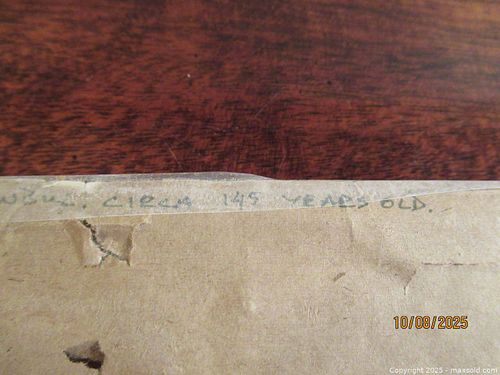 CIRCA 145 YEARS OLD.
10/08/2025
Copyright 2025 - maxsold.com